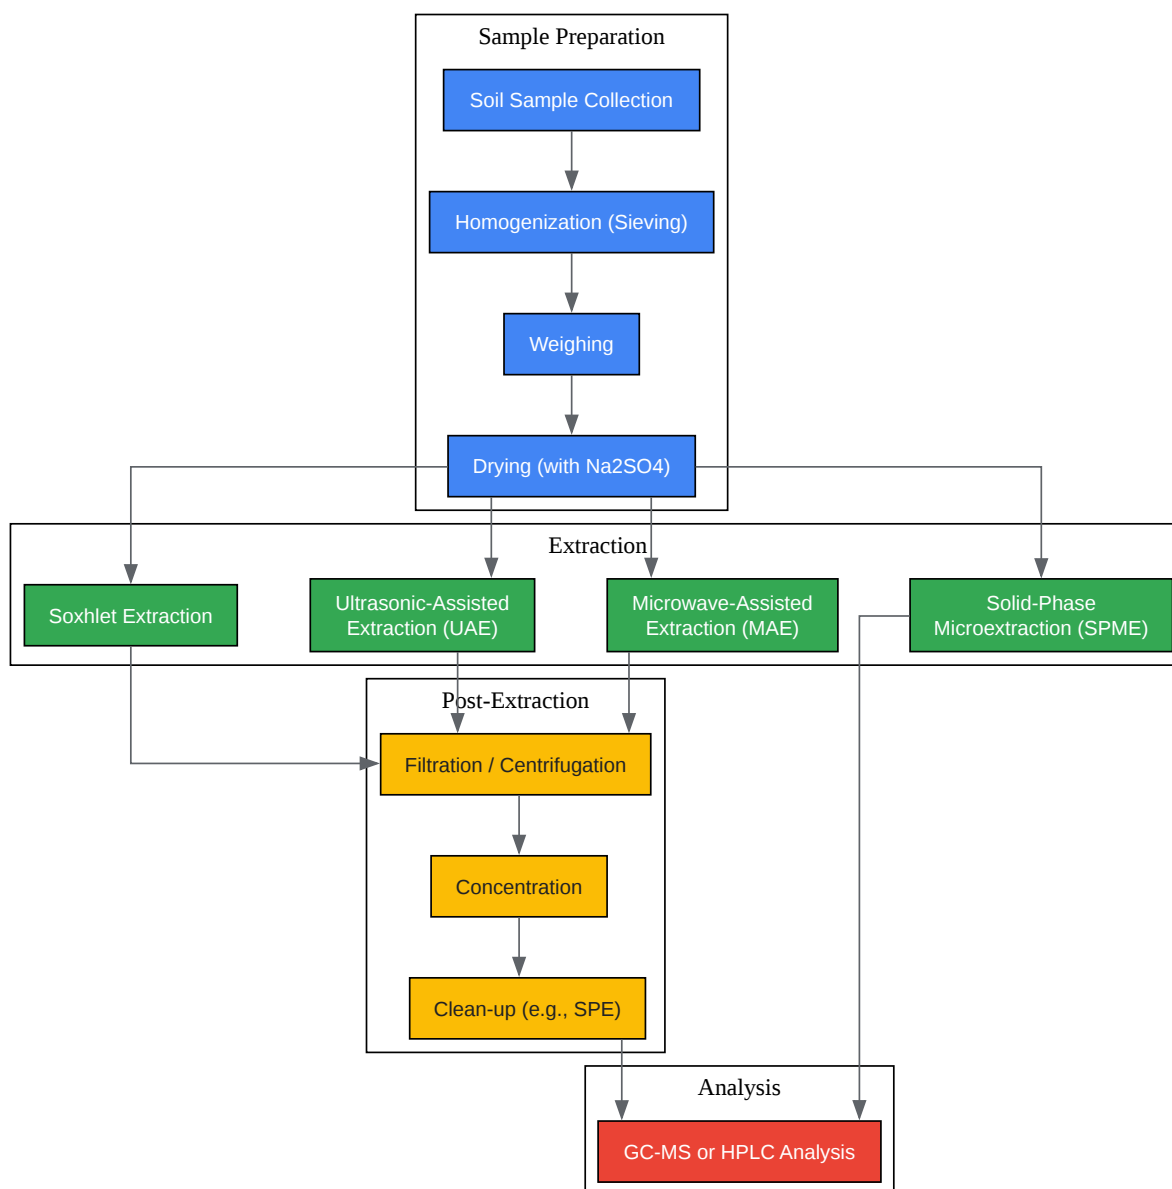 Sample Preparation
Soil Sample Collection
Homogenization (Sieving)
Weighing
Drying (with Na2SO4)
Extraction
Soxhlet Extraction
Ultrasonic-Assisted
Extraction (UAE)
Microwave-Assisted
Extraction (MAE)
Solid-Phase
Microextraction (SPME)
Post-Extraction
Filtration / Centrifugation
Concentration
Clean-up (e.g., SPE)
Analysis
GC-MS or HPLC Analysis